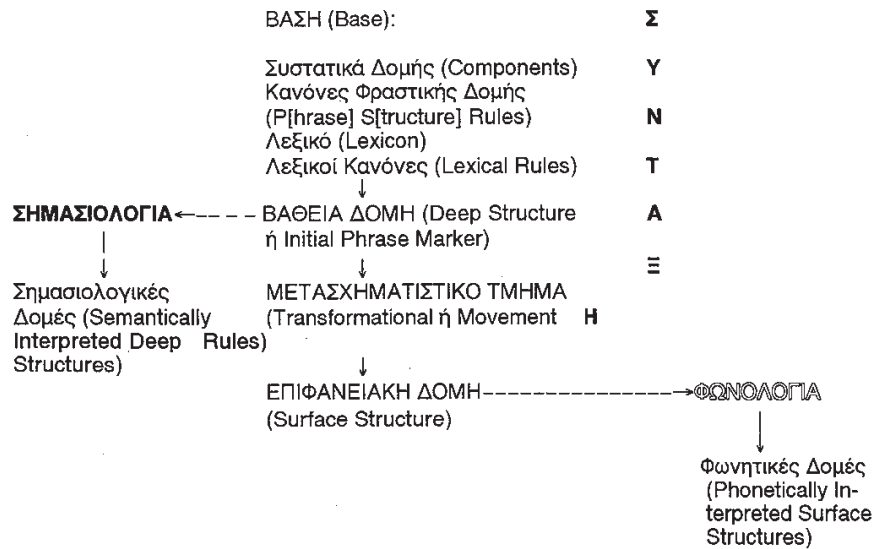 ΒΑΣΗ (Base): Σ
Συστατικά Δομής (Components) Υ
Κανόνες Φραστικής Δομής
(P[hrase] S[tructure] Rules) Ν
Λεξικό (Lexicon)
Λεξικοί Κανόνες (Lexical Rules) Τ
ΣΗΜΑΣΙΟΛΟΓΙΑ ΒΑΘΕΙΑ ΔΟΜΗ (Deep Structure Α
ή Initial Phrase Marker)
Ξ
Σημασιολογικές ΜΕΤΑΣΧΗΜΑΤΙΣΤΙΚΟ ΤΜΗΜΑ
Δομές (Semantically (Transformational ή Movement Η
Interpreted Deep Rules)
Structures)
ΕΠΙΦΑΝΕΙΑΚΗ ΔΟΜΗ ΦΩΝΟΛΟΓΙΑ
(Surface Structure)
Φωνητικές Δομές
(Phonetically In-
terpreted Surface
Structures)